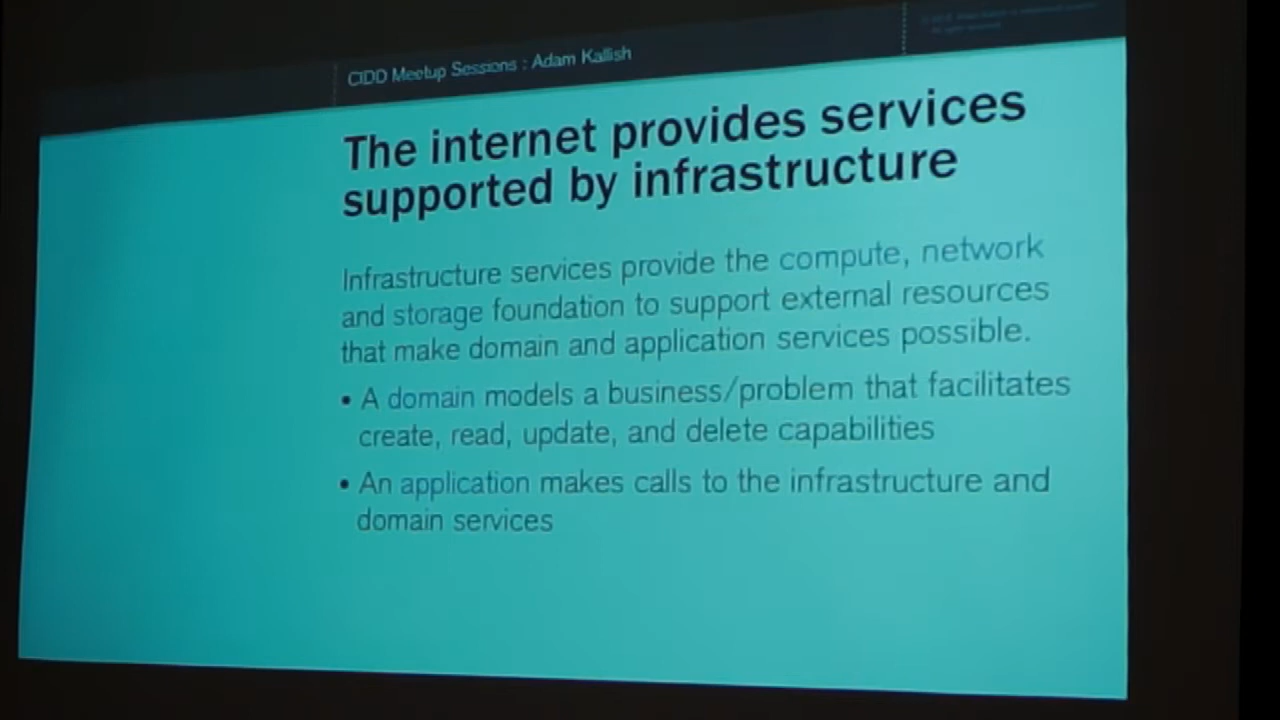 CIDD Meetup Sessions : Adam Kallish
The internet provides services
supported by infrastructure
Infrastructure services provide the compute, network
and storage foundation to support external resources
that make domain and application services possible.
• A domain models a business/problem that facilitates
create, read, update, and delete capabilities
• An application makes calls to the infrastructure and
domain services